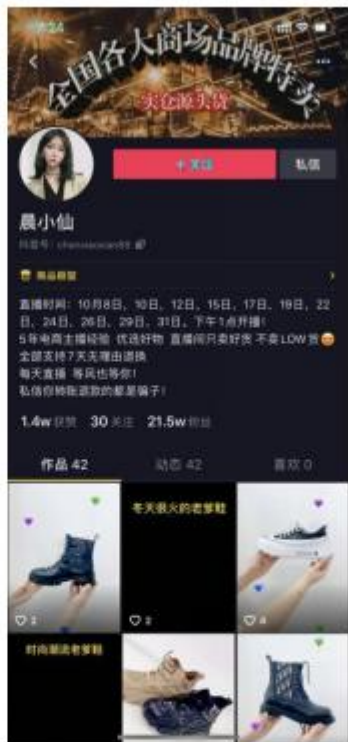 全国各大商场品牌特卖
实仓源头货
+ 关注
私信
晨小仙
商品橱窗
直播时间:10月8日、10日、12日、15日、17日、19日、22
日、24日、26日、29日、31日。下午1点开播!
5年电商主播经验 优选好物 直播间只卖好货 不卖LOW货
全部支持7天无理由退换
每天直播 等风也等你!
私信你转账退款的都是骗子!
1.4w 获赞 30 关注 21.5w 粉丝
作品 42 动态 42 喜欢 0
冬天很火的老爹鞋
2 2 4
时尚潮流老爹鞋